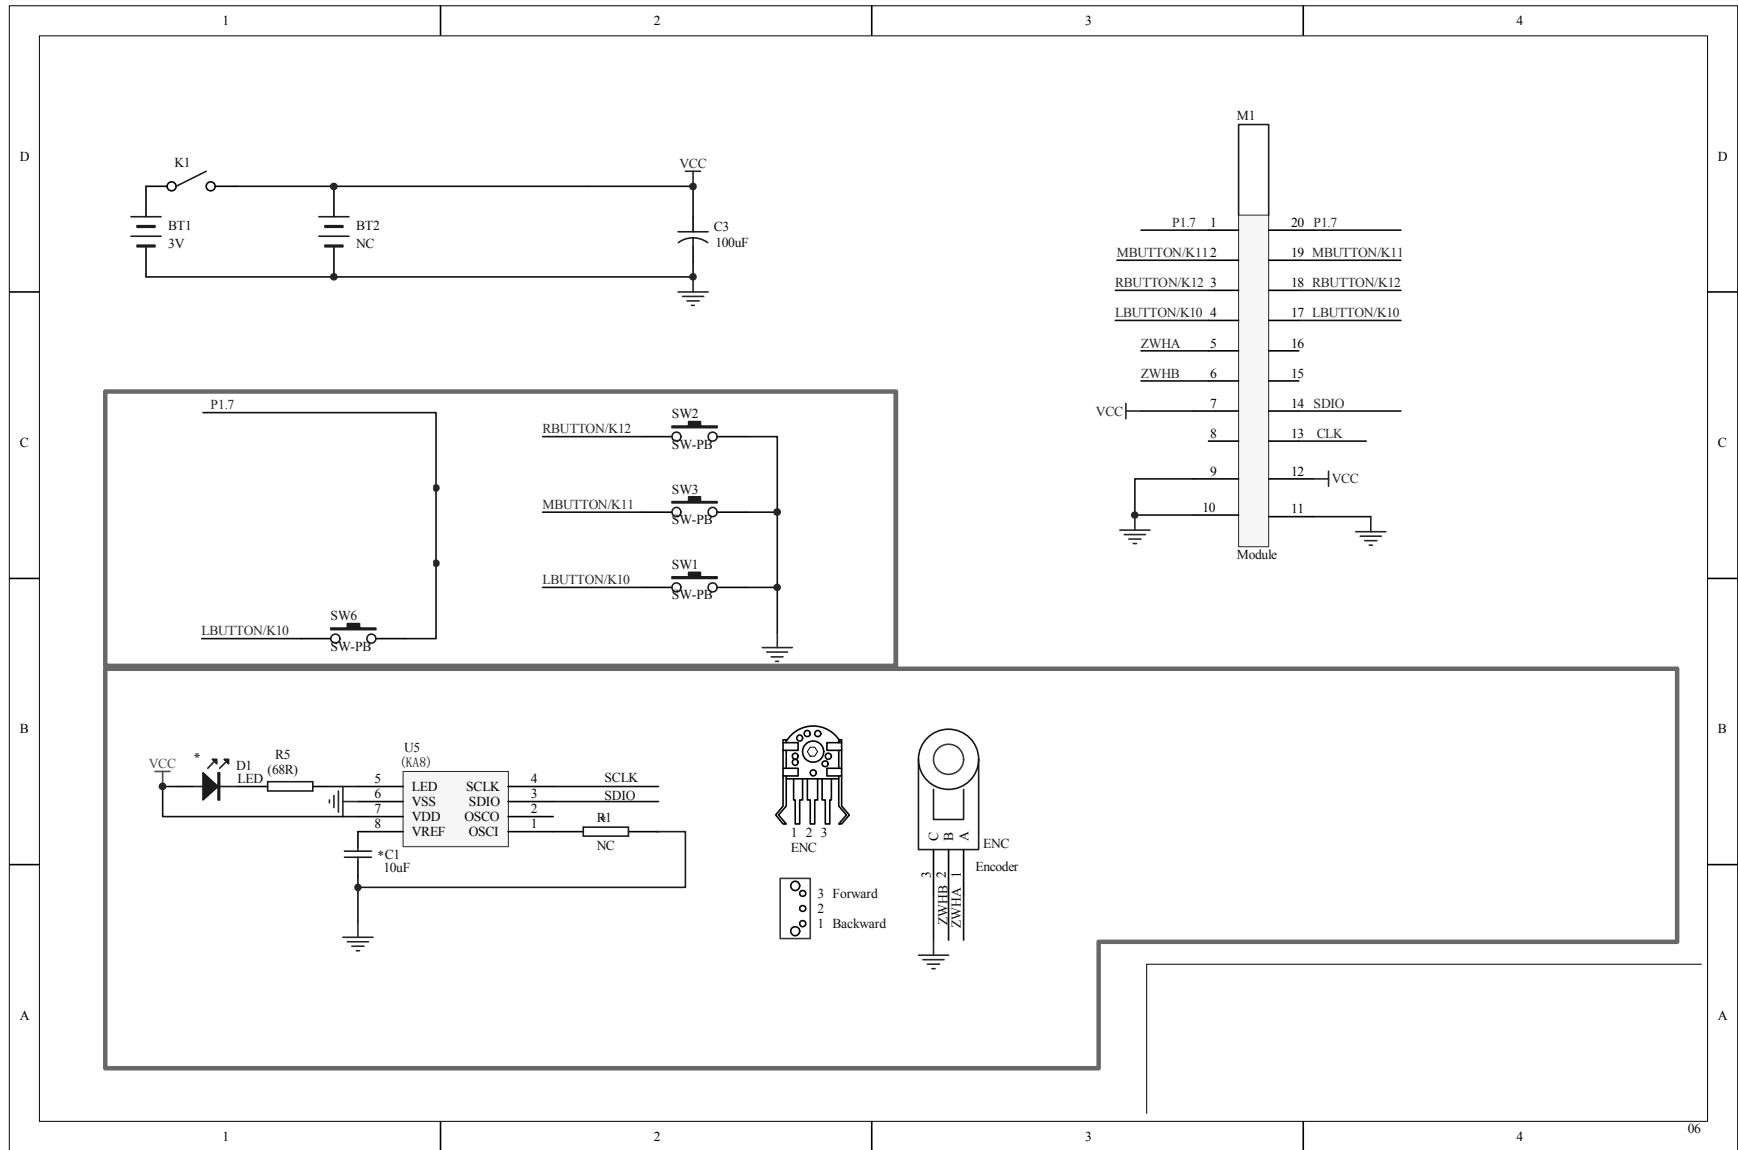 1 2 3 4
D D
K1
VCC
BT1
3V
BT2
NC
C3
100uF
M1
P1.7 1 20 P1.7
MBUTTON/K11 2 19 MBUTTON/K11
RBUTTON/K12 3 18 RBUTTON/K12
LBUTTON/K10 4 17 LBUTTON/K10
ZWHA 5 16
ZWHB 6 15
VCC 7 14 SDIO
8 13 CLK
9 12 VCC
10 11
Module
C C
P1.7
SW2
RBUTTON/K12
SW-PB
SW3
MBUTTON/K11
SW-PB
SW1
LBUTTON/K10
SW-PB
SW6
LBUTTON/K10
SW-PB
B B
VCC
*
D1
LED
R5
(68R)
U5
(KA8)
5 LED SCLK 4 SCLK
6 VSS SDIO 3 SDIO
7 VDD OSCO 2
8 VREF OSCI 1
R1
*
NC
*C1
10uF
1 2 3
ENC
3 Forward
2
1 Backward
C B A
ENC
Encoder
3 2 1
ZWHB
ZWHA
A A
1 2 3 4
06